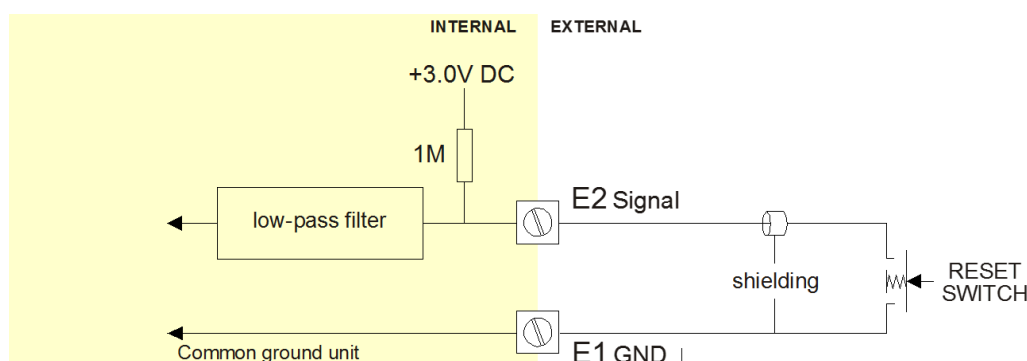 INTERNAL EXTERNAL
+3.0V DC
1M
E2 Signal
low-pass filter
shielding
RESET
SWITCH
E1 GND
Common ground unit